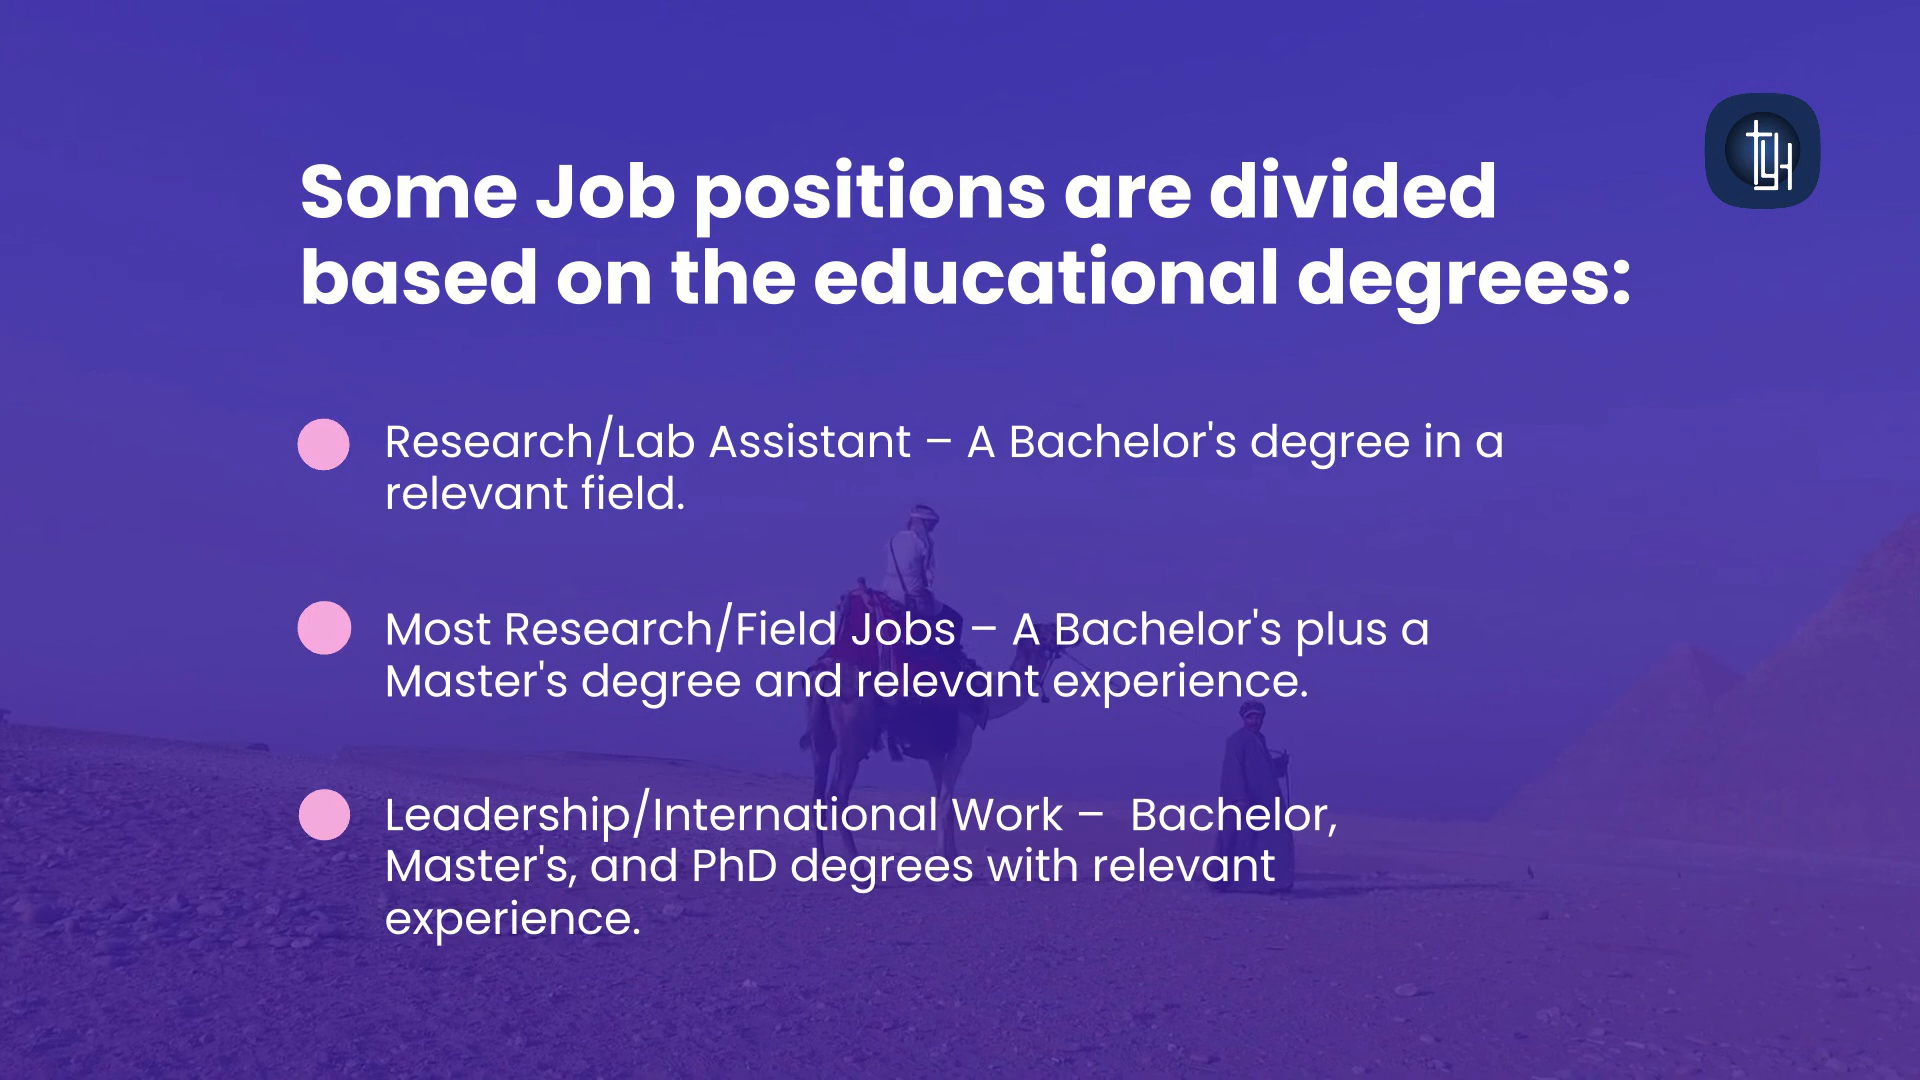 tyh
Some Job positions are divided
based on the educational degrees:
Research/Lab Assistant – A Bachelor's degree in a
relevant field.
Most Research/Field Jobs – A Bachelor's plus a
Master's degree and relevant experience.
Leadership/International Work –  Bachelor,
Master's, and PhD degrees with relevant
experience.